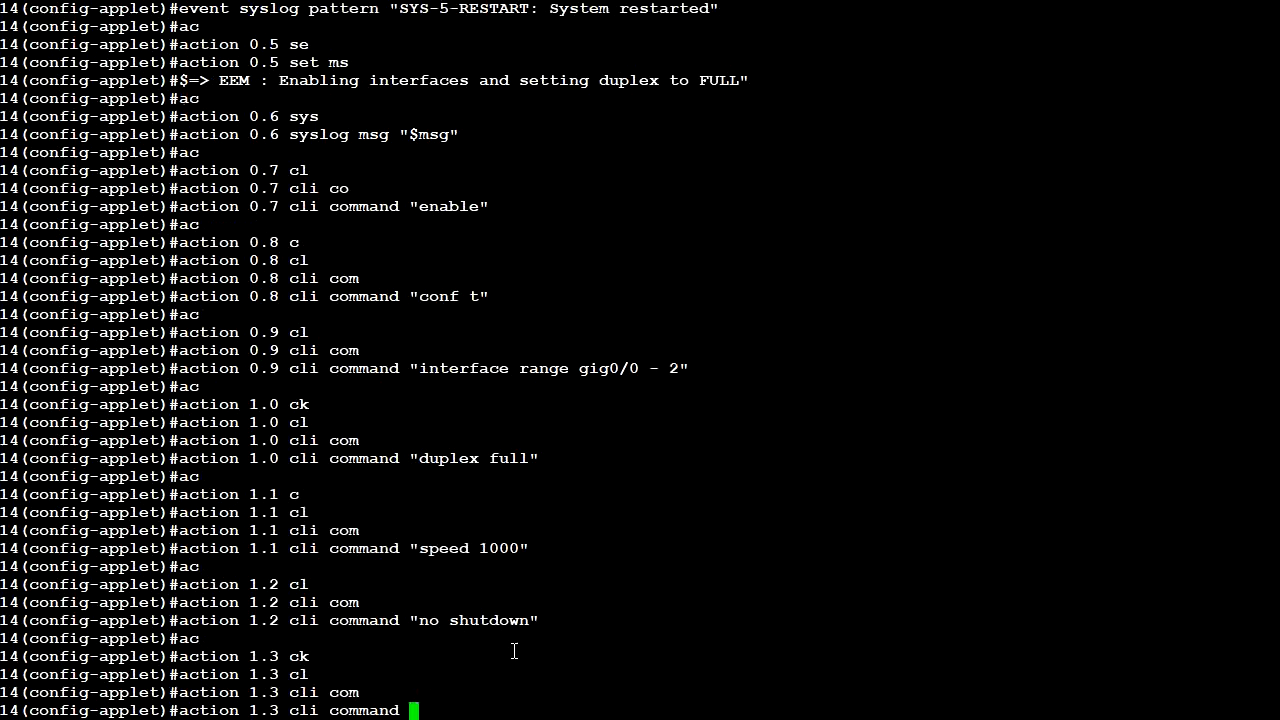 14(config-applet)#event syslog pattern "SYS-5-RESTART: System restarted"
14(config-applet)#ac
14(config-applet)#action 0.5 se
14(config-applet)#action 0.5 set ms
14(config-applet)#$=> EEM : Enabling interfaces and setting duplex to FULL"
14(config-applet)#ac
14(config-applet)#action 0.6 sys
14(config-applet)#action 0.6 syslog msg "$msg"
14(config-applet)#ac
14(config-applet)#action 0.7 cl
14(config-applet)#action 0.7 cli co
14(config-applet)#action 0.7 cli command "enable"
14(config-applet)#ac
14(config-applet)#action 0.8 c
14(config-applet)#action 0.8 cl
14(config-applet)#action 0.8 cli com
14(config-applet)#action 0.8 cli command "conf t"
14(config-applet)#ac
14(config-applet)#action 0.9 cl
14(config-applet)#action 0.9 cli com
14(config-applet)#action 0.9 cli command "interface range gig0/0 - 2"
14(config-applet)#ac
14(config-applet)#action 1.0 ck
14(config-applet)#action 1.0 cl
14(config-applet)#action 1.0 cli com
14(config-applet)#action 1.0 cli command "duplex full"
14(config-applet)#ac
14(config-applet)#action 1.1 c
14(config-applet)#action 1.1 cl
14(config-applet)#action 1.1 cli com
14(config-applet)#action 1.1 cli command "speed 1000"
14(config-applet)#ac
14(config-applet)#action 1.2 cl
14(config-applet)#action 1.2 cli com
14(config-applet)#action 1.2 cli command "no shutdown"
14(config-applet)#ac
14(config-applet)#action 1.3 ck
14(config-applet)#action 1.3 cl
14(config-applet)#action 1.3 cli com
14(config-applet)#action 1.3 cli command